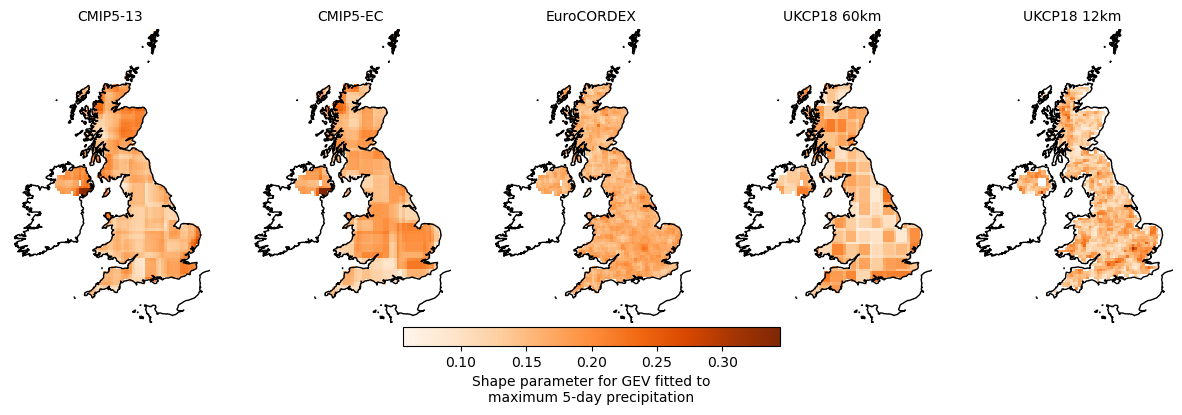 CMIP5-13
CMIP5-EC
EuroCORDEX
UKCP18 60km
UKCP18 12km
0.10
0.15
0.20
0.25
0.30
Shape parameter for GEV fitted to
maximum 5-day precipitation